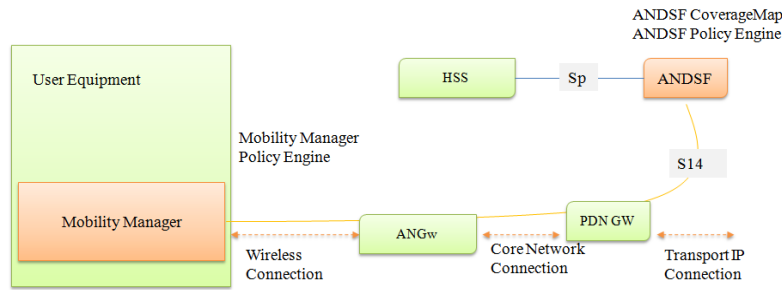 ANDSF CoverageMap
ANDSF Policy Engine
User Equipment
HSS
Sp
ANDSF
Mobility Manager
Policy Engine
S14
Mobility Manager
ANGw
PDN GW
Wireless
Connection
Core Network
Connection
Transport IP
Connection